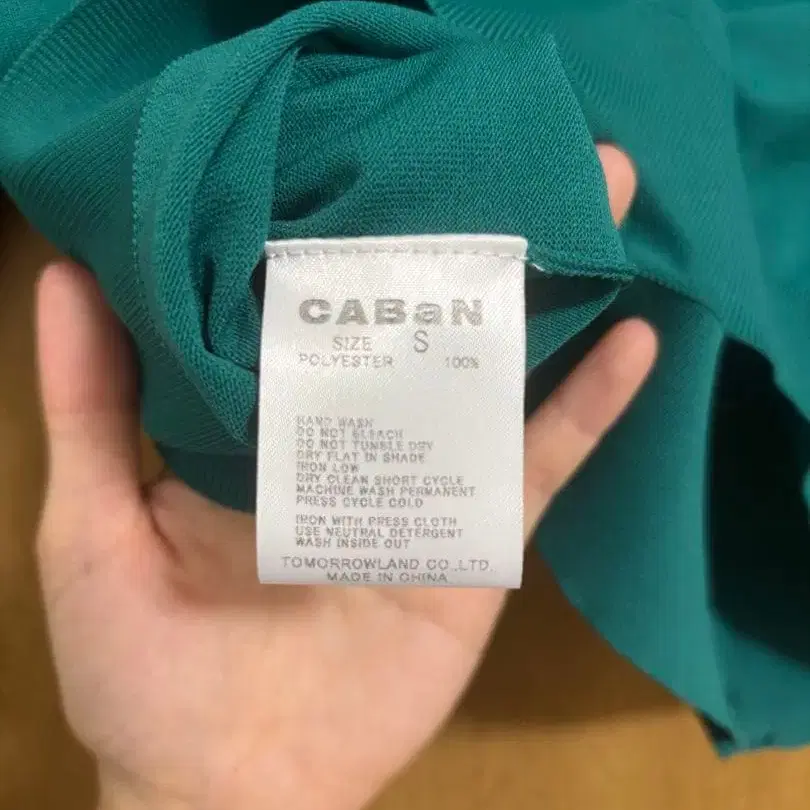 CABaN
SIZE S
POLYESTER 100%
HAND WASH
DO NOT BLEACH
DO NOT TUMBLE DRY
DRY FLAT IN SHADE
IRON LOW
DRY CLEAN SHORT CYCLE
MACHINE WASH PERMANENT
PRESS CYCLE COLD
IRON WITH PRESS CLOTH
USE NEUTRAL DETERGENT
WASH INSIDE OUT
TOMORROWLAND CO.,LTD.
MADE IN CHINA